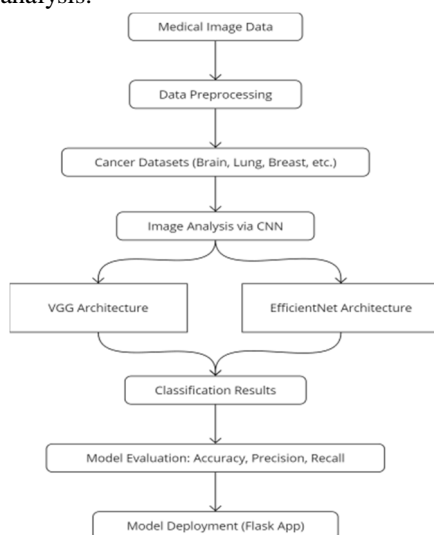 analysis.
Medical Image Data
Data Preprocessing
Cancer Datasets (Brain, Lung, Breast, etc.)
Image Analysis via CNN
VGG Architecture
EfficientNet Architecture
Classification Results
Model Evaluation: Accuracy, Precision, Recall
Model Deployment (Flask App)